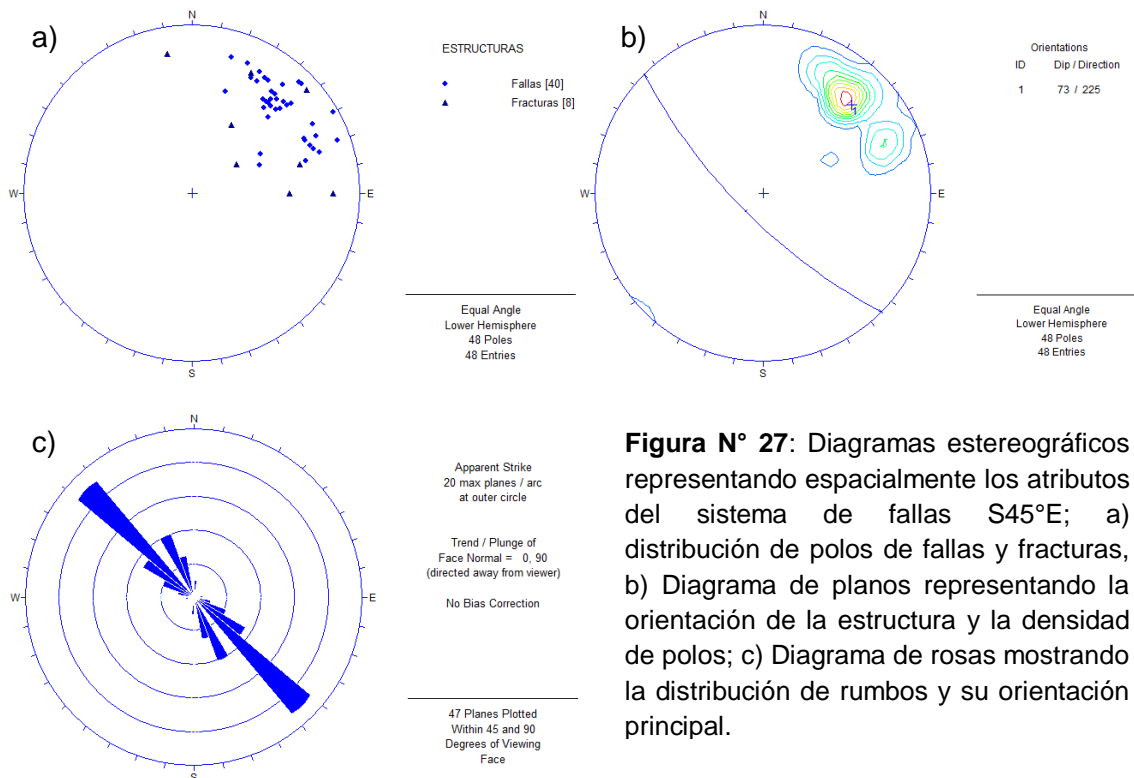 a)
N
W
E
S
ESTRUCTURAS
Fallas [40]
Fracturas [8]
Equal Angle
Lower Hemisphere
48 Poles
48 Entries
b)
N
W
E
S
1
Orientations
ID Dip / Direction
1 73 / 225
Equal Angle
Lower Hemisphere
48 Poles
48 Entries
c)
N
W
E
S
Apparent Strike
20 max planes / arc
at outer circle
Trend / Plunge of
Face Normal = 0, 90
(directed away from viewer)
No Bias Correction
47 Planes Plotted
Within 45 and 90
Degrees of Viewing
Face
Figura N° 27: Diagramas estereográficos
representando espacialmente los atributos
del sistema de fallas S45°E; a)
distribución de polos de fallas y fracturas,
b) Diagrama de planos representando la
orientación de la estructura y la densidad
de polos; c) Diagrama de rosas mostrando
la distribución de rumbos y su orientación
principal.